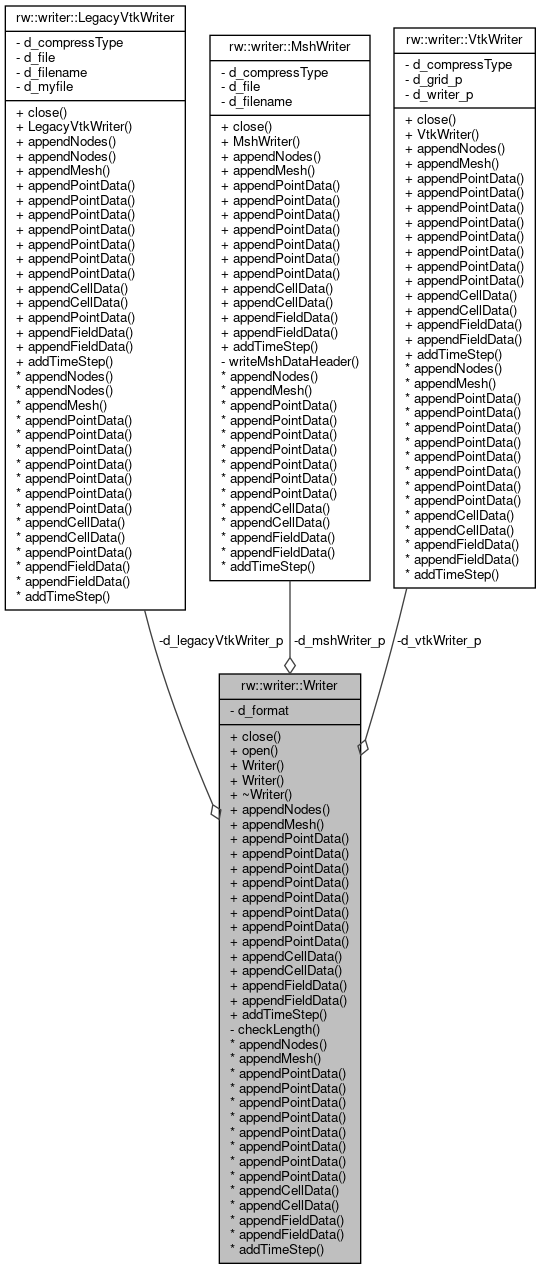 rw::writer::LegacyVtkWriter
- d_compressType
- d_file
- d_filename
- d_myfile
+ close()
+ LegacyVtkWriter()
+ appendNodes()
+ appendNodes()
+ appendMesh()
+ appendPointData()
+ appendPointData()
+ appendPointData()
+ appendPointData()
+ appendPointData()
+ appendPointData()
+ appendPointData()
+ appendCellData()
+ appendCellData()
+ appendPointData()
+ appendFieldData()
+ appendFieldData()
+ addTimeStep()
* appendNodes()
* appendNodes()
* appendMesh()
* appendPointData()
* appendPointData()
* appendPointData()
* appendPointData()
* appendPointData()
* appendPointData()
* appendPointData()
* appendCellData()
* appendCellData()
* appendPointData()
* appendFieldData()
* appendFieldData()
* addTimeStep()
rw::writer::MshWriter
- d_compressType
- d_file
- d_filename
+ close()
+ MshWriter()
+ appendNodes()
+ appendMesh()
+ appendPointData()
+ appendPointData()
+ appendPointData()
+ appendPointData()
+ appendPointData()
+ appendPointData()
+ appendPointData()
+ appendCellData()
+ appendCellData()
+ appendFieldData()
+ appendFieldData()
+ addTimeStep()
- writeMshDataHeader()
* appendNodes()
* appendMesh()
* appendPointData()
* appendPointData()
* appendPointData()
* appendPointData()
* appendPointData()
* appendPointData()
* appendPointData()
* appendCellData()
* appendCellData()
* appendFieldData()
* appendFieldData()
* addTimeStep()
rw::writer::VtkWriter
- d_compressType
- d_grid_p
- d_writer_p
+ close()
+ VtkWriter()
+ appendNodes()
+ appendMesh()
+ appendPointData()
+ appendPointData()
+ appendPointData()
+ appendPointData()
+ appendPointData()
+ appendPointData()
+ appendPointData()
+ appendPointData()
+ appendCellData()
+ appendCellData()
+ appendFieldData()
+ appendFieldData()
+ addTimeStep()
* appendNodes()
* appendMesh()
* appendPointData()
* appendPointData()
* appendPointData()
* appendPointData()
* appendPointData()
* appendPointData()
* appendPointData()
* appendPointData()
* appendCellData()
* appendCellData()
* appendFieldData()
* appendFieldData()
* addTimeStep()
-d_legacyVtkWriter_p
-d_mshWriter_p
-d_vtkWriter_p
rw::writer::Writer
- d_format
+ close()
+ open()
+ Writer()
+ Writer()
+ ~Writer()
+ appendNodes()
+ appendMesh()
+ appendPointData()
+ appendPointData()
+ appendPointData()
+ appendPointData()
+ appendPointData()
+ appendPointData()
+ appendPointData()
+ appendPointData()
+ appendCellData()
+ appendCellData()
+ appendFieldData()
+ appendFieldData()
+ addTimeStep()
- checkLength()
* appendNodes()
* appendMesh()
* appendPointData()
* appendPointData()
* appendPointData()
* appendPointData()
* appendPointData()
* appendPointData()
* appendPointData()
* appendPointData()
* appendCellData()
* appendCellData()
* appendFieldData()
* appendFieldData()
* addTimeStep()